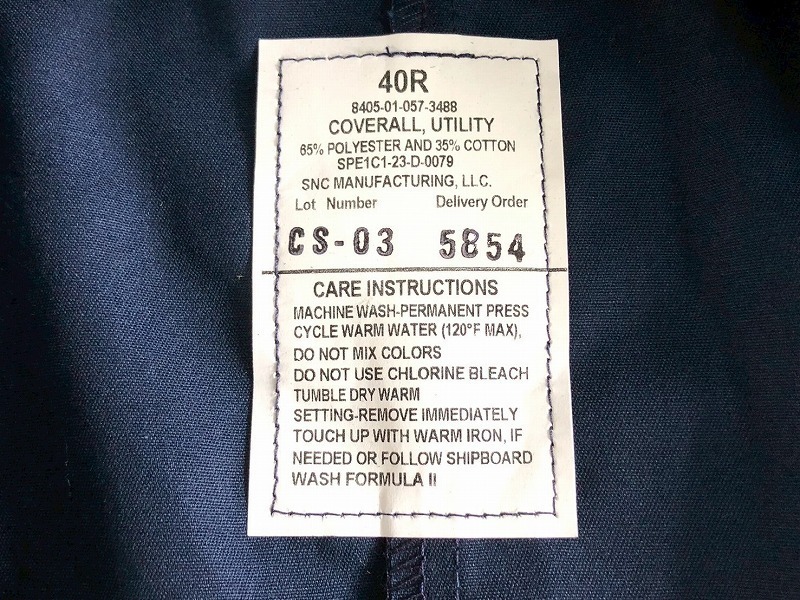 40R
8405-01-057-3488
COVERALL, UTILITY
65% POLYESTER AND 35% COTTON
SPE1C1-23-D-0079
SNC MANUFACTURING, LLC.
Lot Number Delivery Order
CS-03 5854
CARE INSTRUCTIONS
MACHINE WASH-PERMANENT PRESS
CYCLE WARM WATER (120°F MAX),
DO NOT MIX COLORS
DO NOT USE CHLORINE BLEACH
TUMBLE DRY WARM
SETTING-REMOVE IMMEDIATELY
TOUCH UP WITH WARM IRON, IF
NEEDED OR FOLLOW SHIPBOARD
WASH FORMULA II